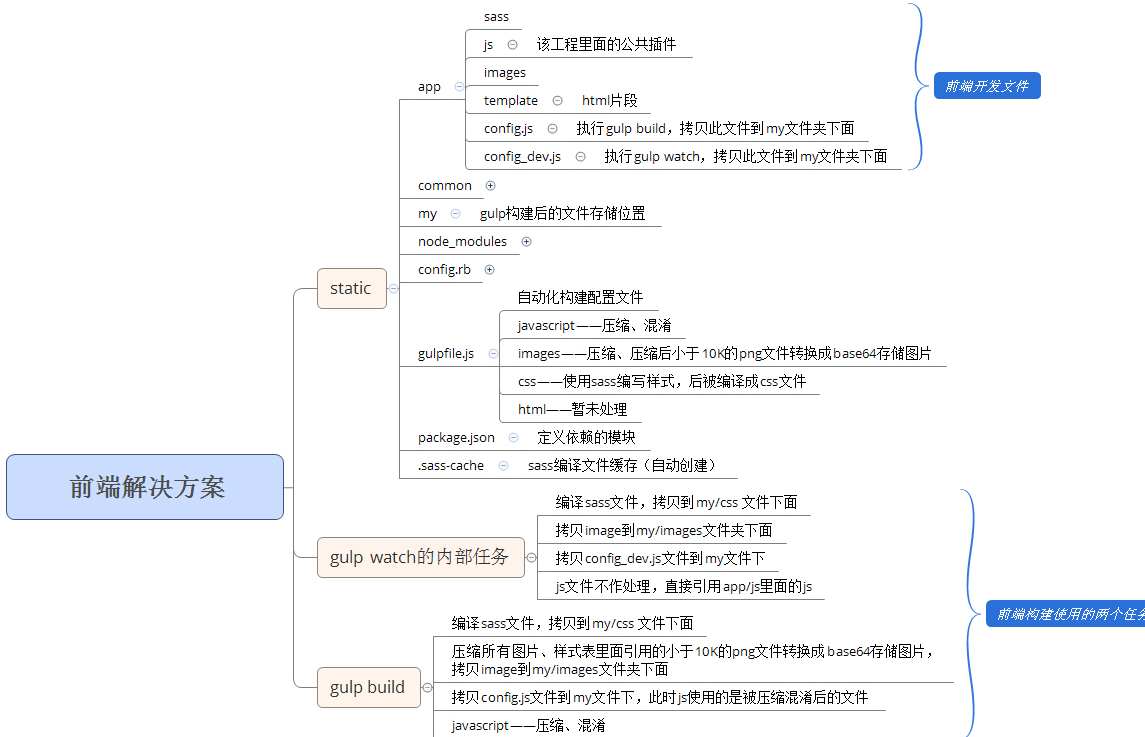 前端解决方案
static
app
sass
js
该工程里面的公共插件
images
template
html片段
config.js
执行gulp build，拷贝此文件到my文件夹下面
config_dev.js
执行gulp watch，拷贝此文件到my文件夹下面
前端开发文件
common
my
gulp构建后的文件存储位置
node_modules
config.rb
gulpfile.js
自动化构建配置文件
javascript——压缩、混淆
images——压缩、压缩后小于10K的png文件转换成base64存储图片
css——使用sass编写样式，后被编译成css文件
html——暂未处理
package.json
定义依赖的模块
.sass-cache
sass编译文件缓存（自动创建）
gulp watch的内部任务
编译sass文件，拷贝到my/css 文件下面
拷贝image到my/images文件夹下面
拷贝config_dev.js文件到my文件下
js文件不作处理，直接引用app/js里面的js
gulp build
编译sass文件，拷贝到my/css 文件下面
压缩所有图片、样式表里面引用的小于10K的png文件转换成base64存储图片，
拷贝image到my/images文件夹下面
拷贝config.js文件到my文件下，此时js使用的是被压缩混淆后的文件
javascript——压缩、混淆
前端构建使用的两个任务